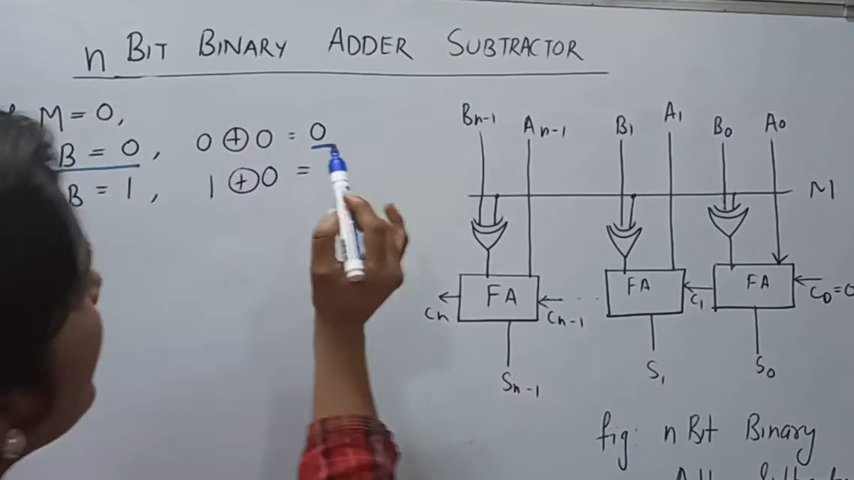 n BIT BINARY ADDER SUBTRACTOR
M = 0,
B = 0, 0 ⊕ 0 = 0
B = 1, 1 ⊕ 0 =
Bn-1 An-1 B1 A1 B0 A0
M
FA FA FA
Cn Cn-1 C1 C0=0
Sn-1 S1 S0
fig: n Bit Binary